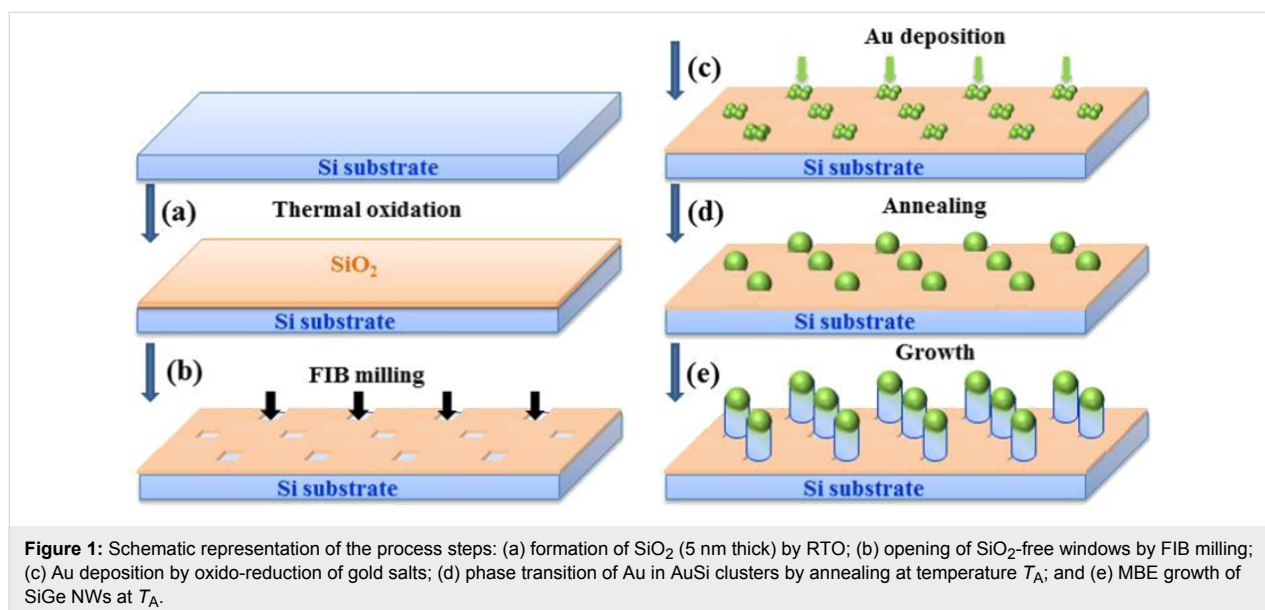 Si substrate
(a)
Thermal oxidation
SiO2
Si substrate
(b)
FIB milling
Si substrate
(c)
Au deposition
Si substrate
(d)
Annealing
Si substrate
(e)
Growth
Si substrate
Figure 1: Schematic representation of the process steps: (a) formation of SiO2 (5 nm thick) by RTO; (b) opening of SiO2-free windows by FIB milling;
(c) Au deposition by oxido-reduction of gold salts; (d) phase transition of Au in AuSi clusters by annealing at temperature TA; and (e) MBE growth of
SiGe NWs at TA.